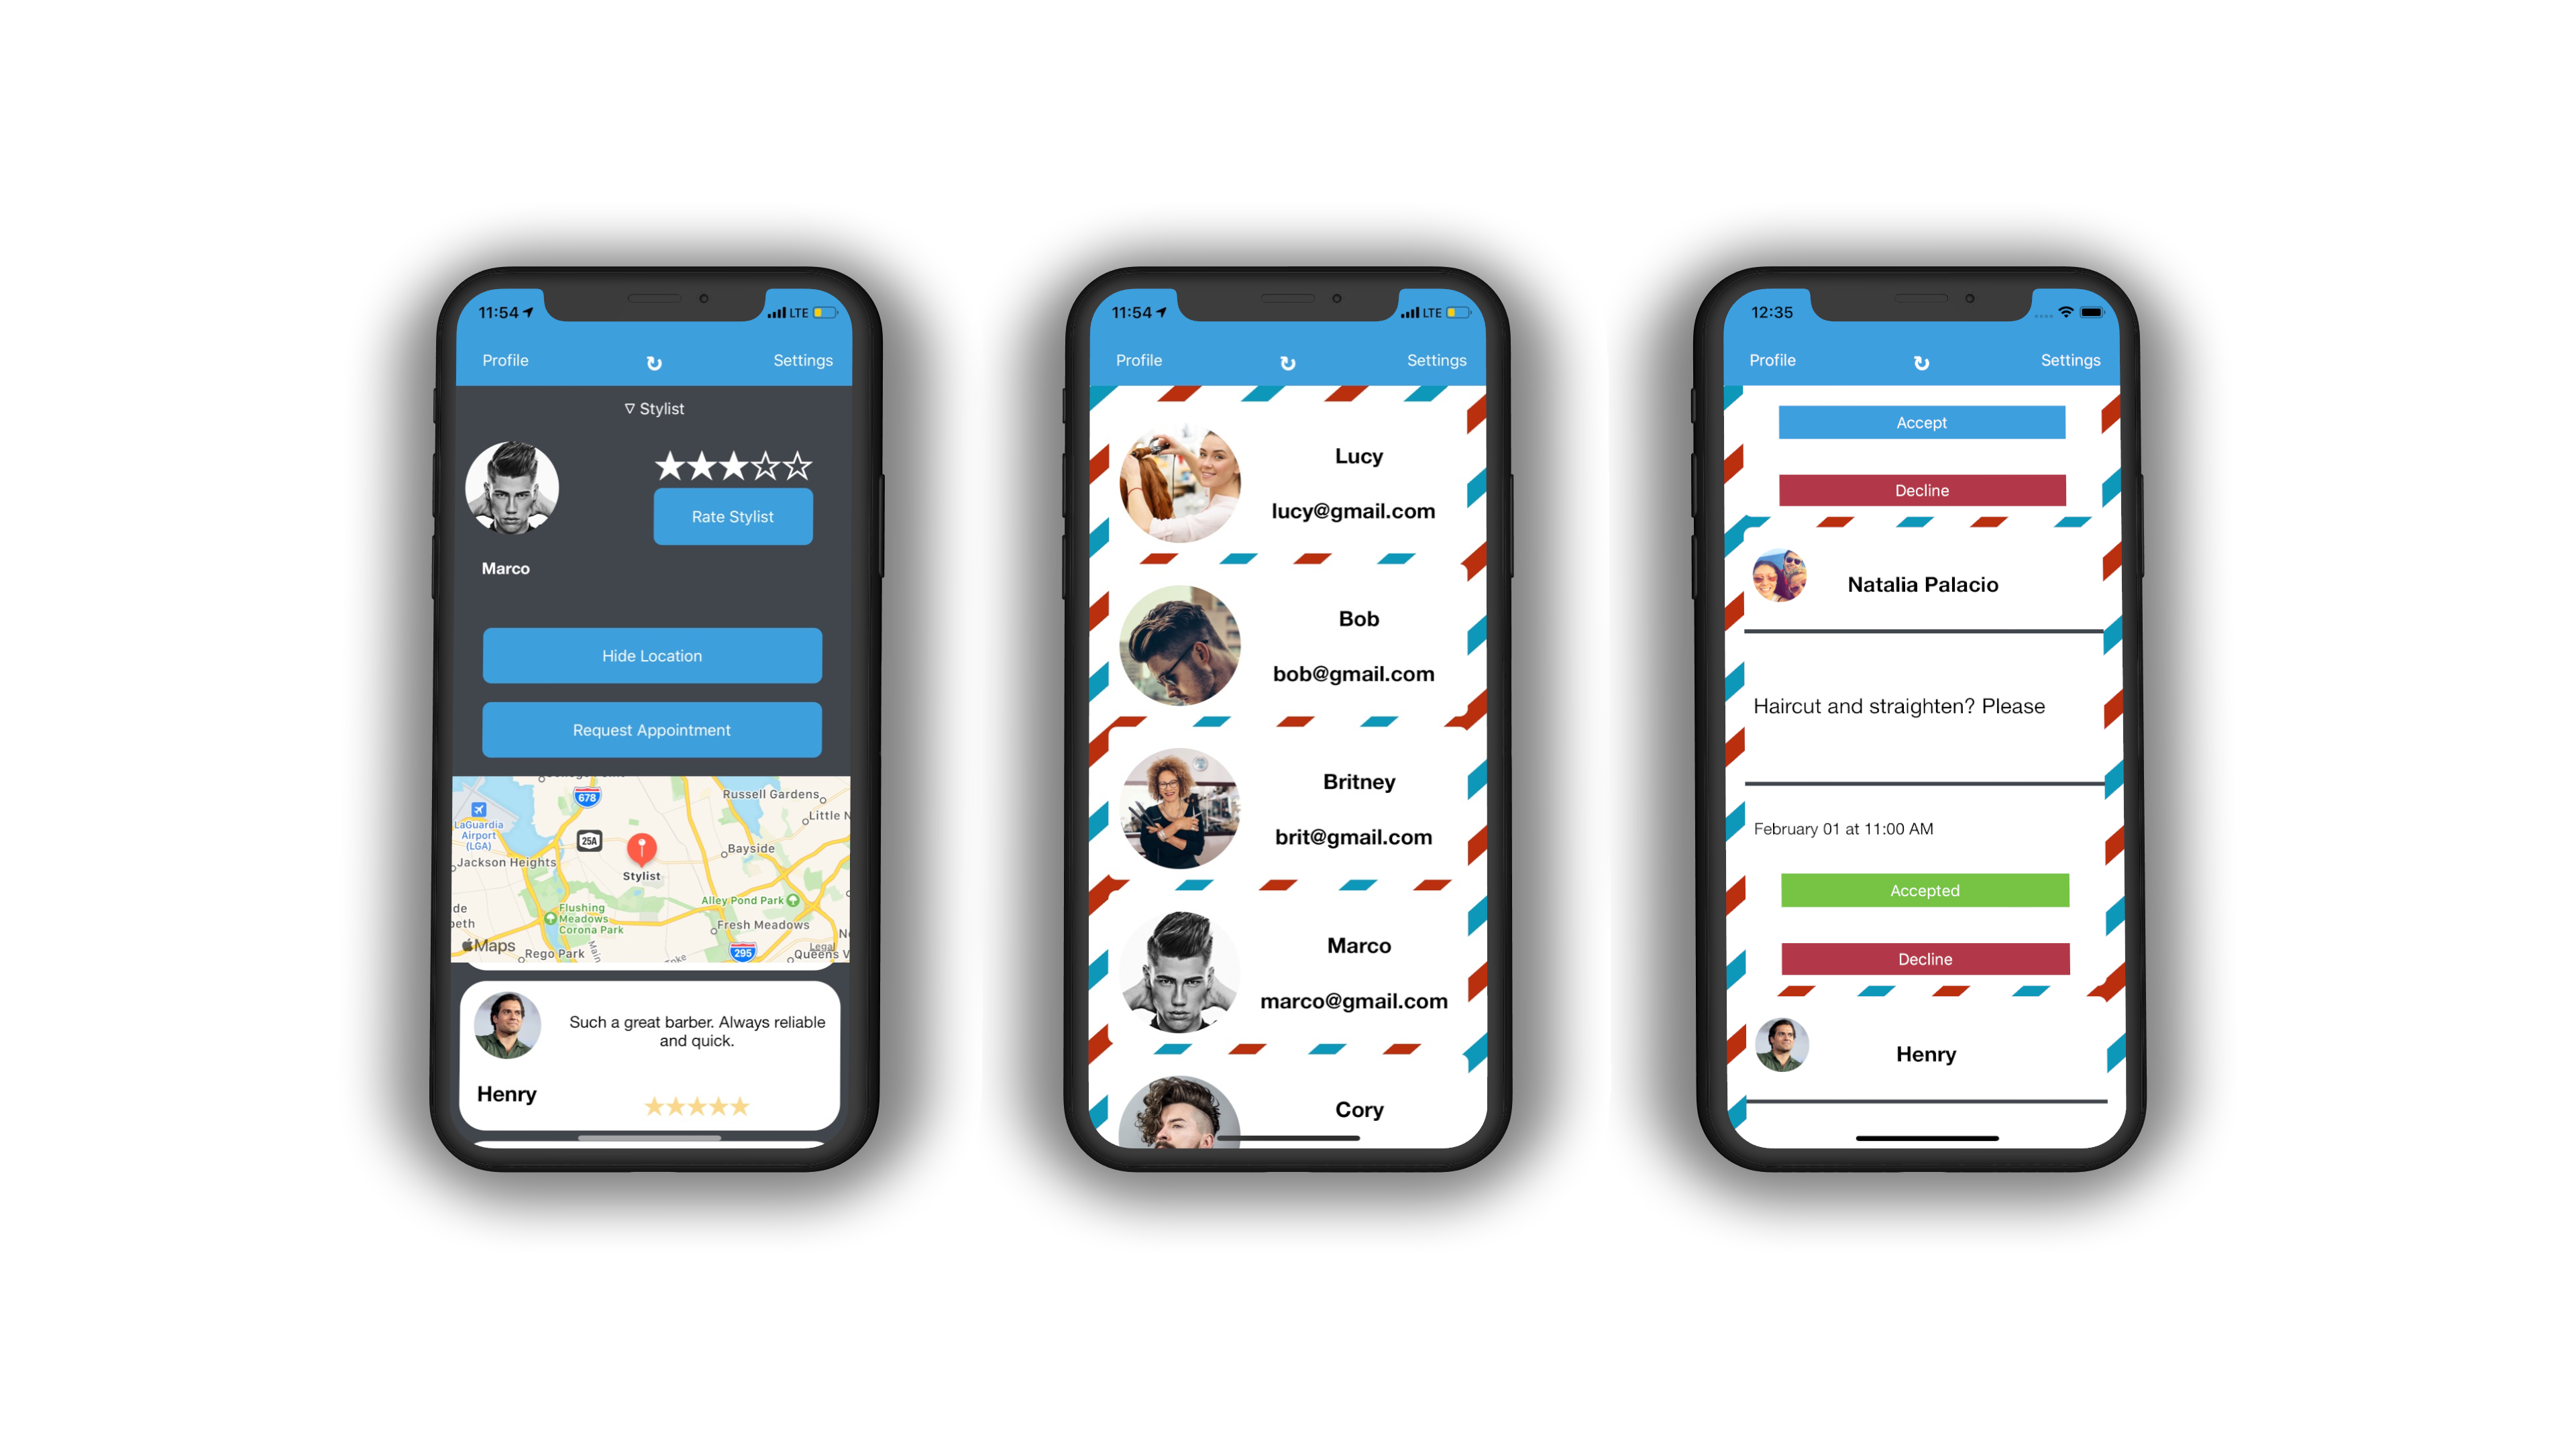 11:54
LTE
Profile
↻
Settings
▽ Stylist
Rate Stylist
Marco
Hide Location
Request Appointment
678
Russell Gardens
Little N
LaGuardia
Airport
(LGA)
25A
Bayside
Jackson Heights
Stylist
Alley Pond Park
de
beth
Flushing
Meadows
Corona Park
Fresh Meadows
Maps
Main
Rego Park
295
Legal
Queens V
Such a great barber. Always reliable
and quick.
Henry
11:54
LTE
Profile
↻
Settings
Lucy
lucy@gmail.com
Bob
bob@gmail.com
Britney
brit@gmail.com
Marco
marco@gmail.com
Cory
12:35
Profile
↻
Settings
Accept
Decline
Natalia Palacio
Haircut and straighten? Please
February 01 at 11:00 AM
Accepted
Decline
Henry